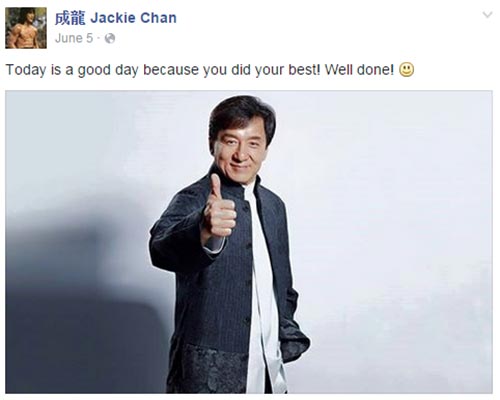 成龍 Jackie Chan
June 5 ·
Today is a good day because you did your best! Well done!